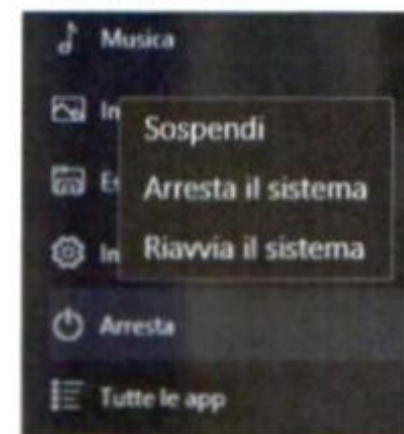 Musica
Sospendi
Arresta il sistema
Riavvia il sistema
Arresta
Tutte le app